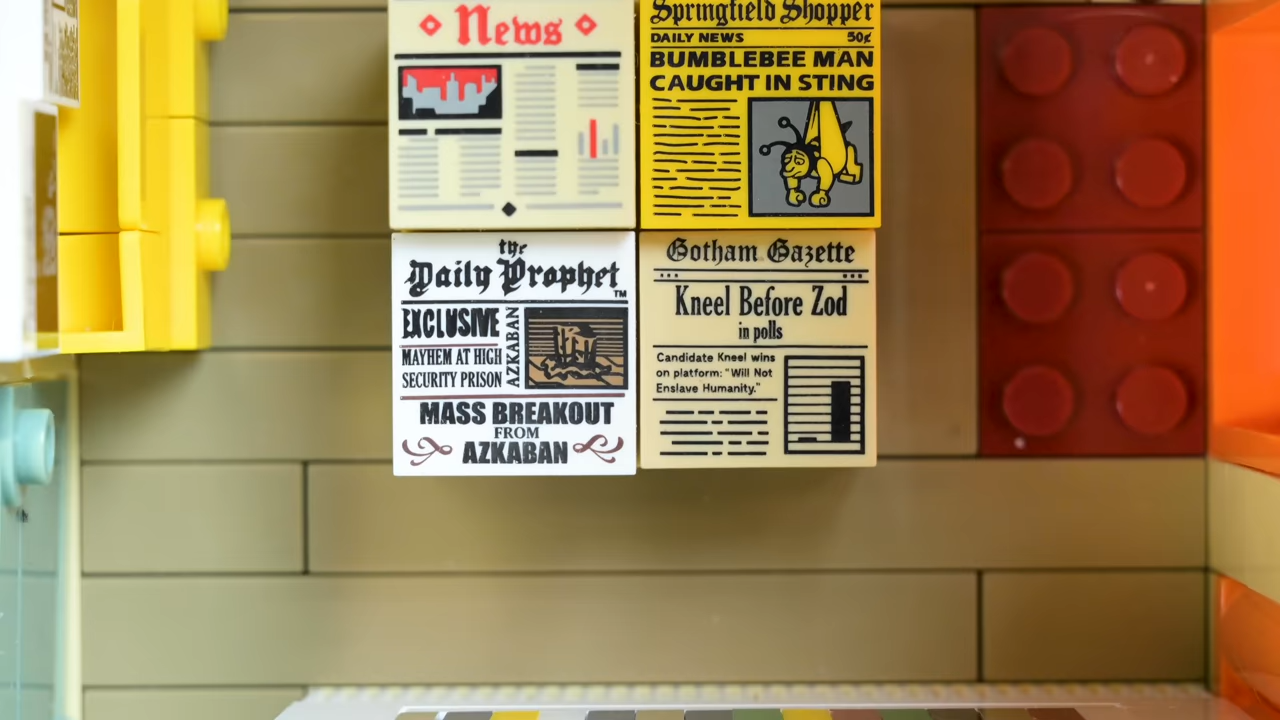 News
Springfield Shopper
DAILY NEWS 50¢
BUMBLEBEE MAN
CAUGHT IN STING
the
Daily Prophet™
EXCLUSIVE
MAYHEM AT HIGH
SECURITY PRISON
AZKABAN
MASS BREAKOUT
FROM
AZKABAN
Gotham Gazette
Kneel Before Zod
in polls
Candidate Kneel wins
on platform: "Will Not
Enslave Humanity."